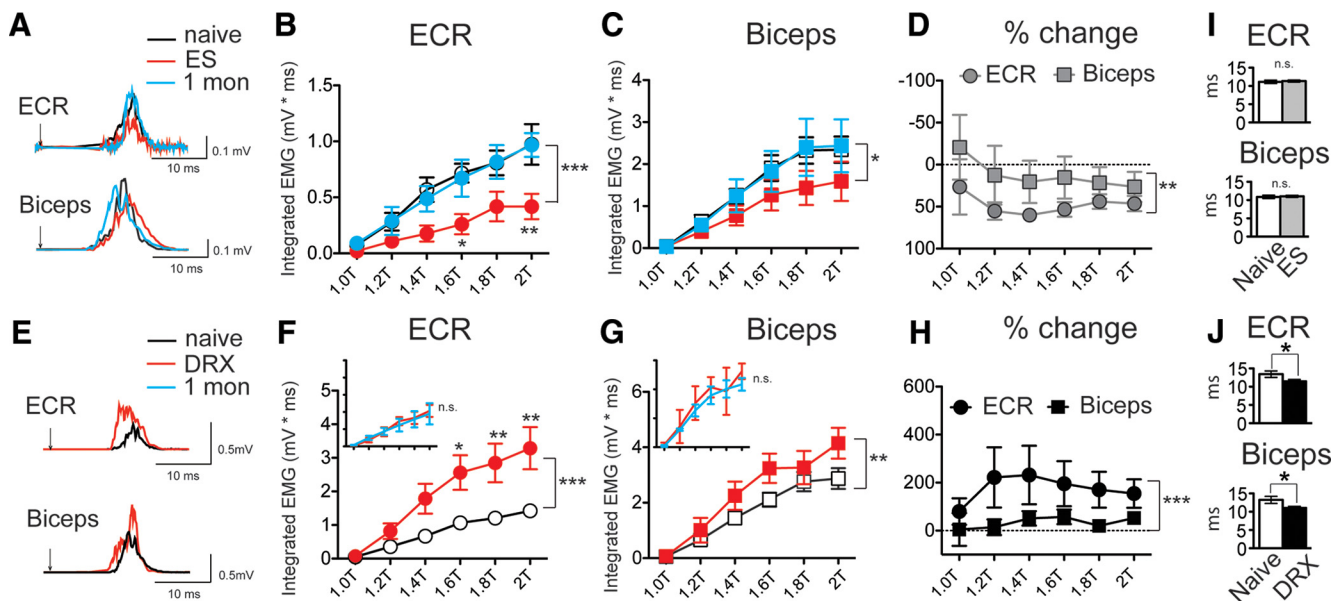 A
naive
ES
1 mon
ECR
0.1 mV
10 ms
Biceps
0.1 mV
10 ms
B
ECR
Integrated EMG (mV * ms)
1.5
1.0
0.5
0.0
***
*
**
1.0T
1.2T
1.4T
1.6T
1.8T
2T
C
Biceps
Integrated EMG (mV * ms)
4
3
2
1
0
*
1.0T
1.2T
1.4T
1.6T
1.8T
2T
D
% change
ECR
Biceps
-100
-50
0
50
100
**
1.0T
1.2T
1.4T
1.6T
1.8T
2T
I
ECR
n.s.
ms
15
10
5
0
Biceps
n.s.
ms
15
10
5
0
Naive
ES
E
naive
DRX
1 mon
ECR
0.5mV
10 ms
Biceps
0.5mV
10 ms
F
ECR
n.s.
Integrated EMG (mV * ms)
4
3
2
1
0
*
**
**
***
1.0T
1.2T
1.4T
1.6T
1.8T
2T
G
Biceps
n.s.
Integrated EMG (mV * ms)
6
5
4
3
2
1
0
**
1.0T
1.2T
1.4T
1.6T
1.8T
2T
H
% change
ECR
Biceps
600
400
200
0
***
1.0T
1.2T
1.4T
1.6T
1.8T
2T
J
ECR
*
ms
15
10
5
0
Biceps
*
ms
15
10
5
0
Naive
DRX